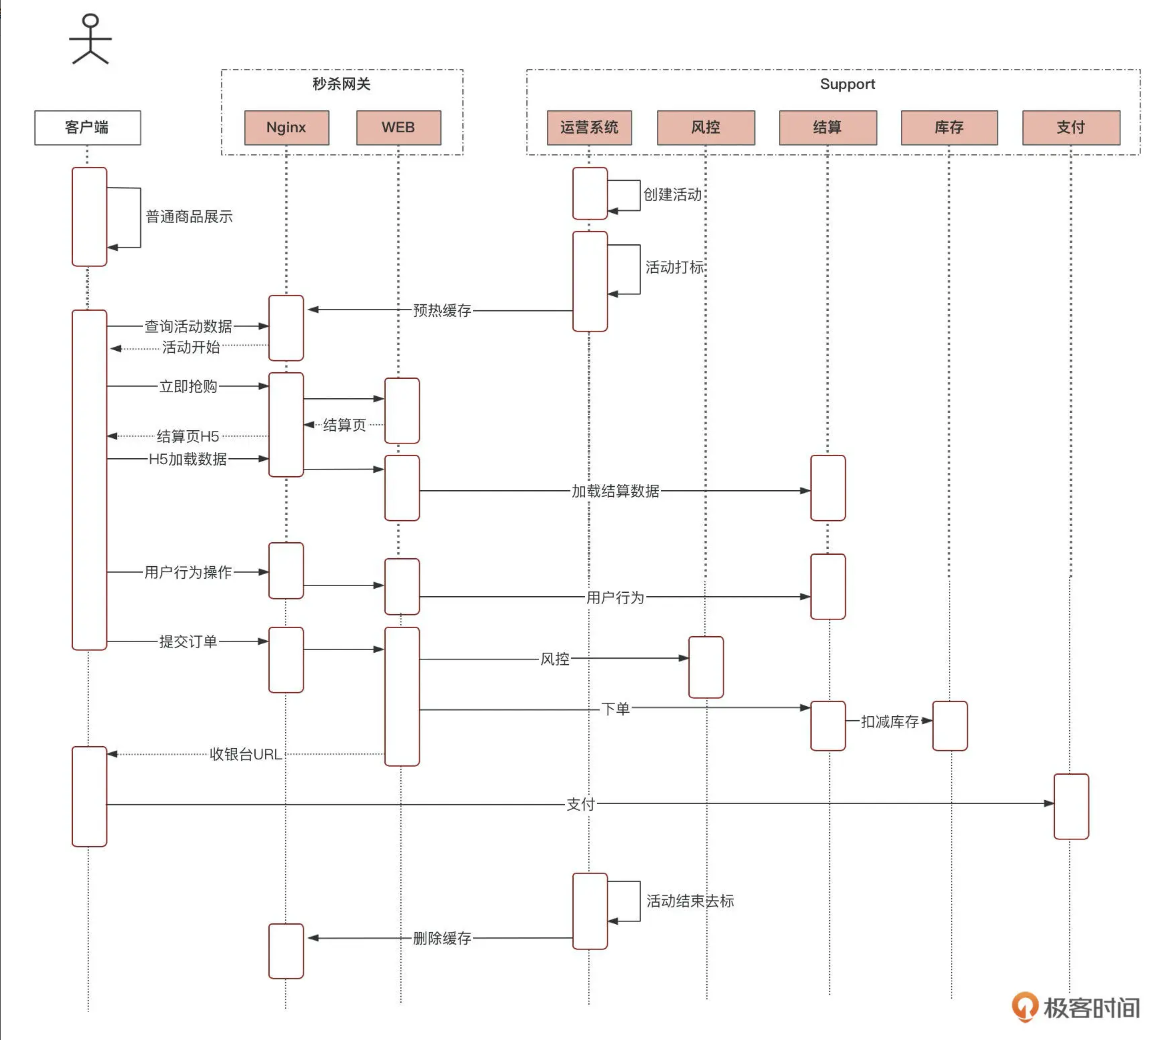 秒杀网关
Support
客户端
Nginx
WEB
运营系统
风控
结算
库存
支付
创建活动
普通商品展示
活动打标
预热缓存
查询活动数据
活动开始
立即抢购
结算页
结算页H5
H5加载数据
加载结算数据
用户行为操作
用户行为
提交订单
风控
下单
扣减库存
收银台URL
支付
活动结束去标
删除缓存
极客时间